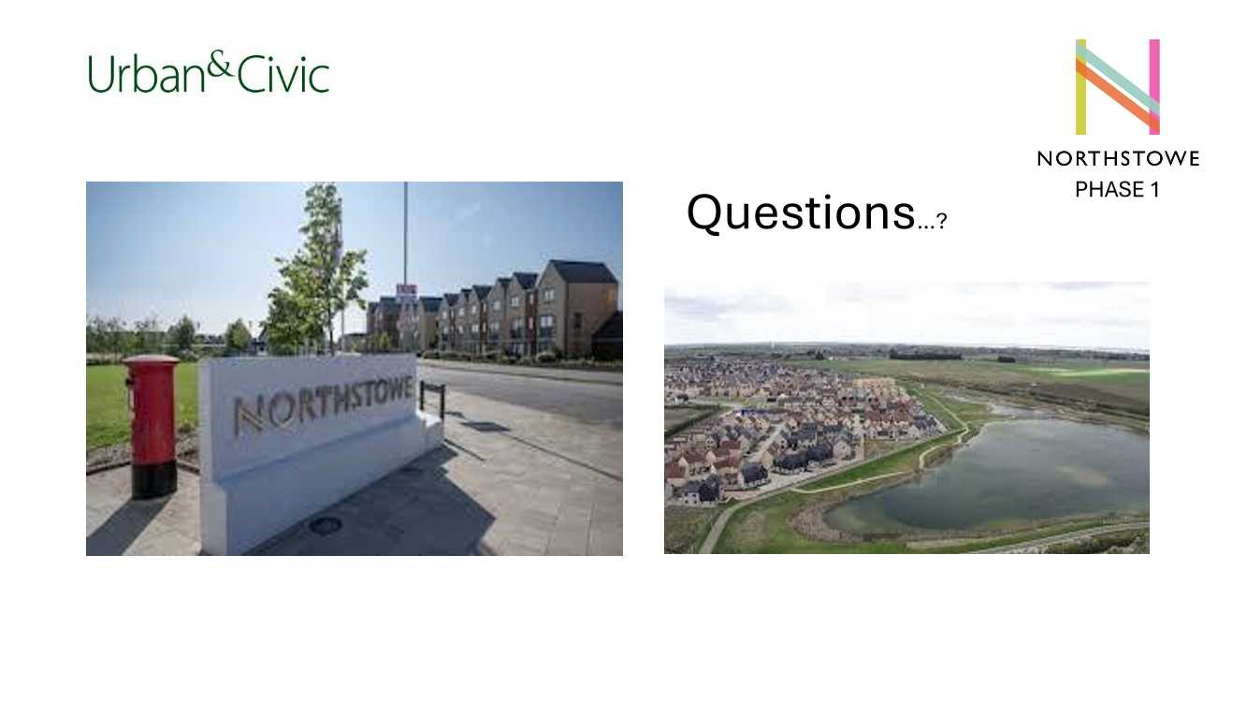 Urban&Civic
NORTHSTOWE
PHASE 1
Questions...?
NORTHSTOWE